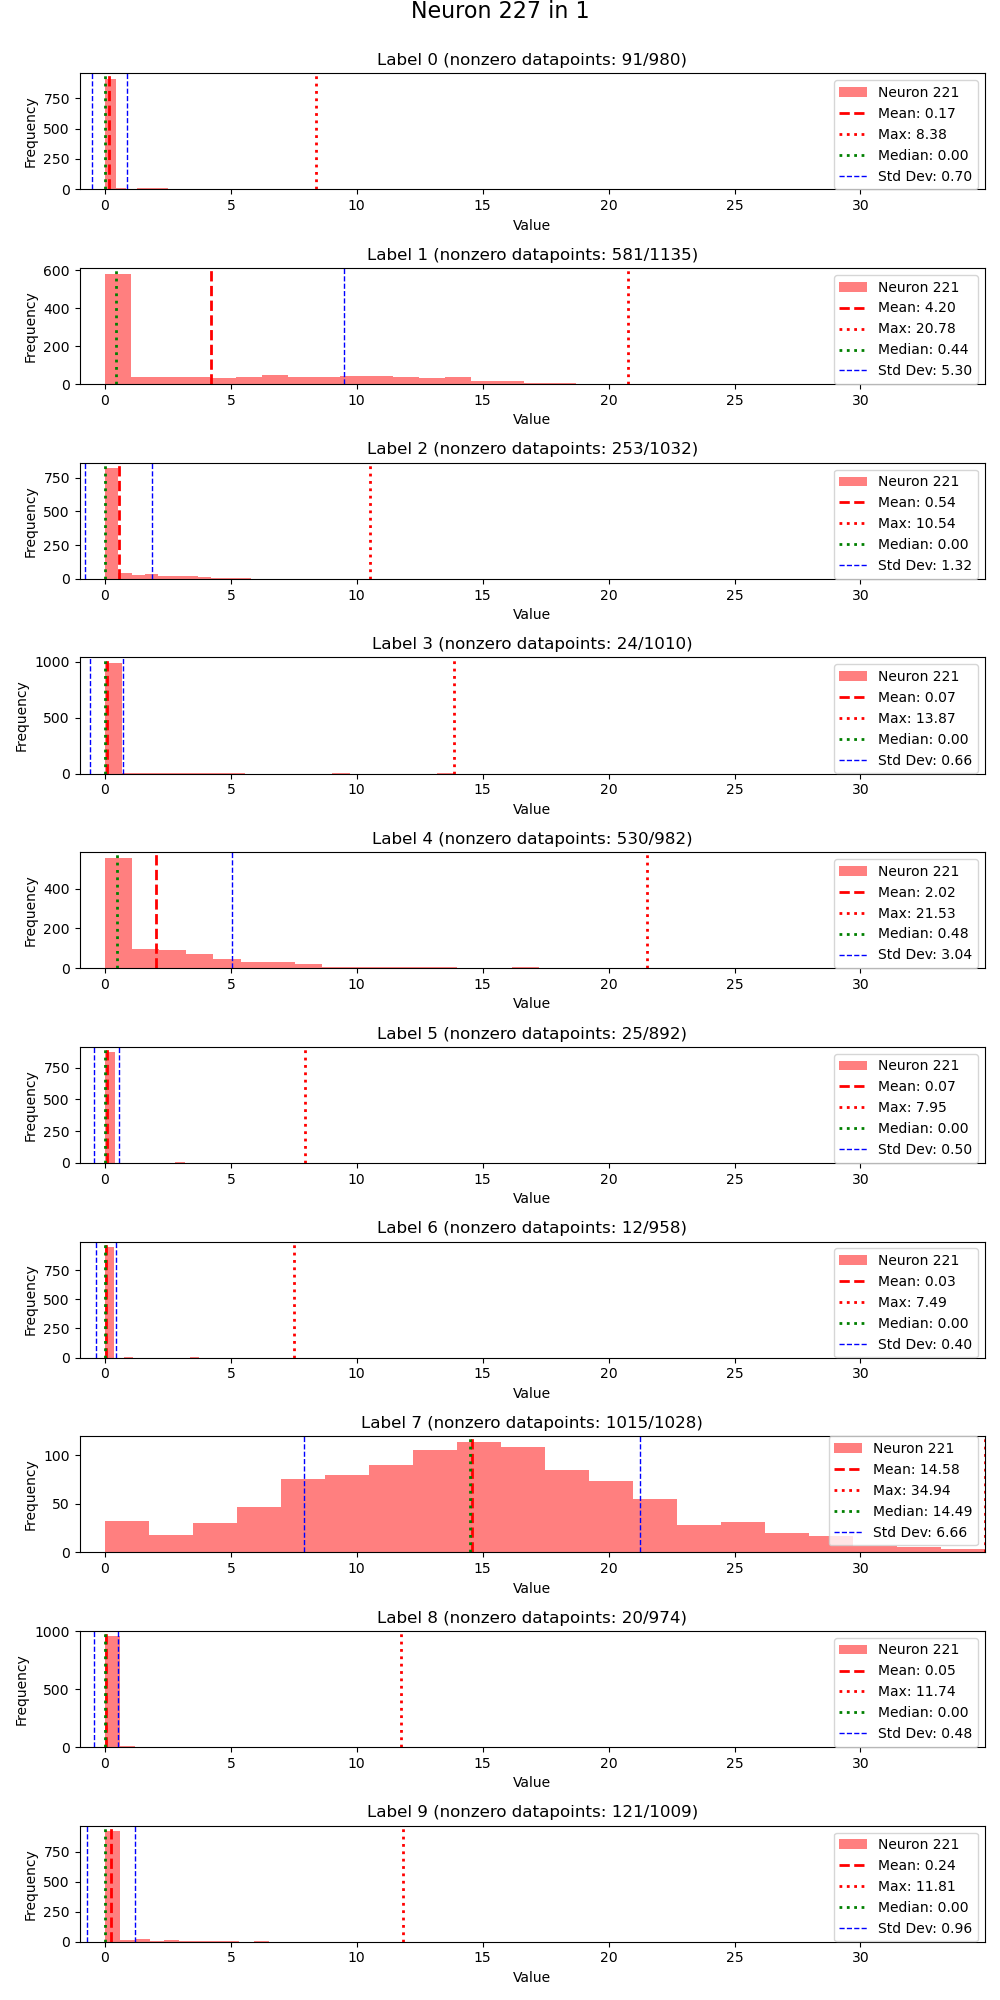 Neuron 227 in 1
Label 0 (nonzero datapoints: 91/980)
Frequency
750
500
250
0
Neuron 221
Mean: 0.17
Max: 8.38
Median: 0.00
Std Dev: 0.70
0 5 10 15 20 25 30
Value
Label 1 (nonzero datapoints: 581/1135)
Frequency
600
400
200
0
Neuron 221
Mean: 4.20
Max: 20.78
Median: 0.44
Std Dev: 5.30
0 5 10 15 20 25 30
Value
Label 2 (nonzero datapoints: 253/1032)
Frequency
750
500
250
0
Neuron 221
Mean: 0.54
Max: 10.54
Median: 0.00
Std Dev: 1.32
0 5 10 15 20 25 30
Value
Label 3 (nonzero datapoints: 24/1010)
Frequency
1000
500
0
Neuron 221
Mean: 0.07
Max: 13.87
Median: 0.00
Std Dev: 0.66
0 5 10 15 20 25 30
Value
Label 4 (nonzero datapoints: 530/982)
Frequency
400
200
0
Neuron 221
Mean: 2.02
Max: 21.53
Median: 0.48
Std Dev: 3.04
0 5 10 15 20 25 30
Value
Label 5 (nonzero datapoints: 25/892)
Frequency
750
500
250
0
Neuron 221
Mean: 0.07
Max: 7.95
Median: 0.00
Std Dev: 0.50
0 5 10 15 20 25 30
Value
Label 6 (nonzero datapoints: 12/958)
Frequency
750
500
250
0
Neuron 221
Mean: 0.03
Max: 7.49
Median: 0.00
Std Dev: 0.40
0 5 10 15 20 25 30
Value
Label 7 (nonzero datapoints: 1015/1028)
Frequency
100
50
0
Neuron 221
Mean: 14.58
Max: 34.94
Median: 14.49
Std Dev: 6.66
0 5 10 15 20 25 30
Value
Label 8 (nonzero datapoints: 20/974)
Frequency
1000
500
0
Neuron 221
Mean: 0.05
Max: 11.74
Median: 0.00
Std Dev: 0.48
0 5 10 15 20 25 30
Value
Label 9 (nonzero datapoints: 121/1009)
Frequency
750
500
250
0
Neuron 221
Mean: 0.24
Max: 11.81
Median: 0.00
Std Dev: 0.96
0 5 10 15 20 25 30
Value